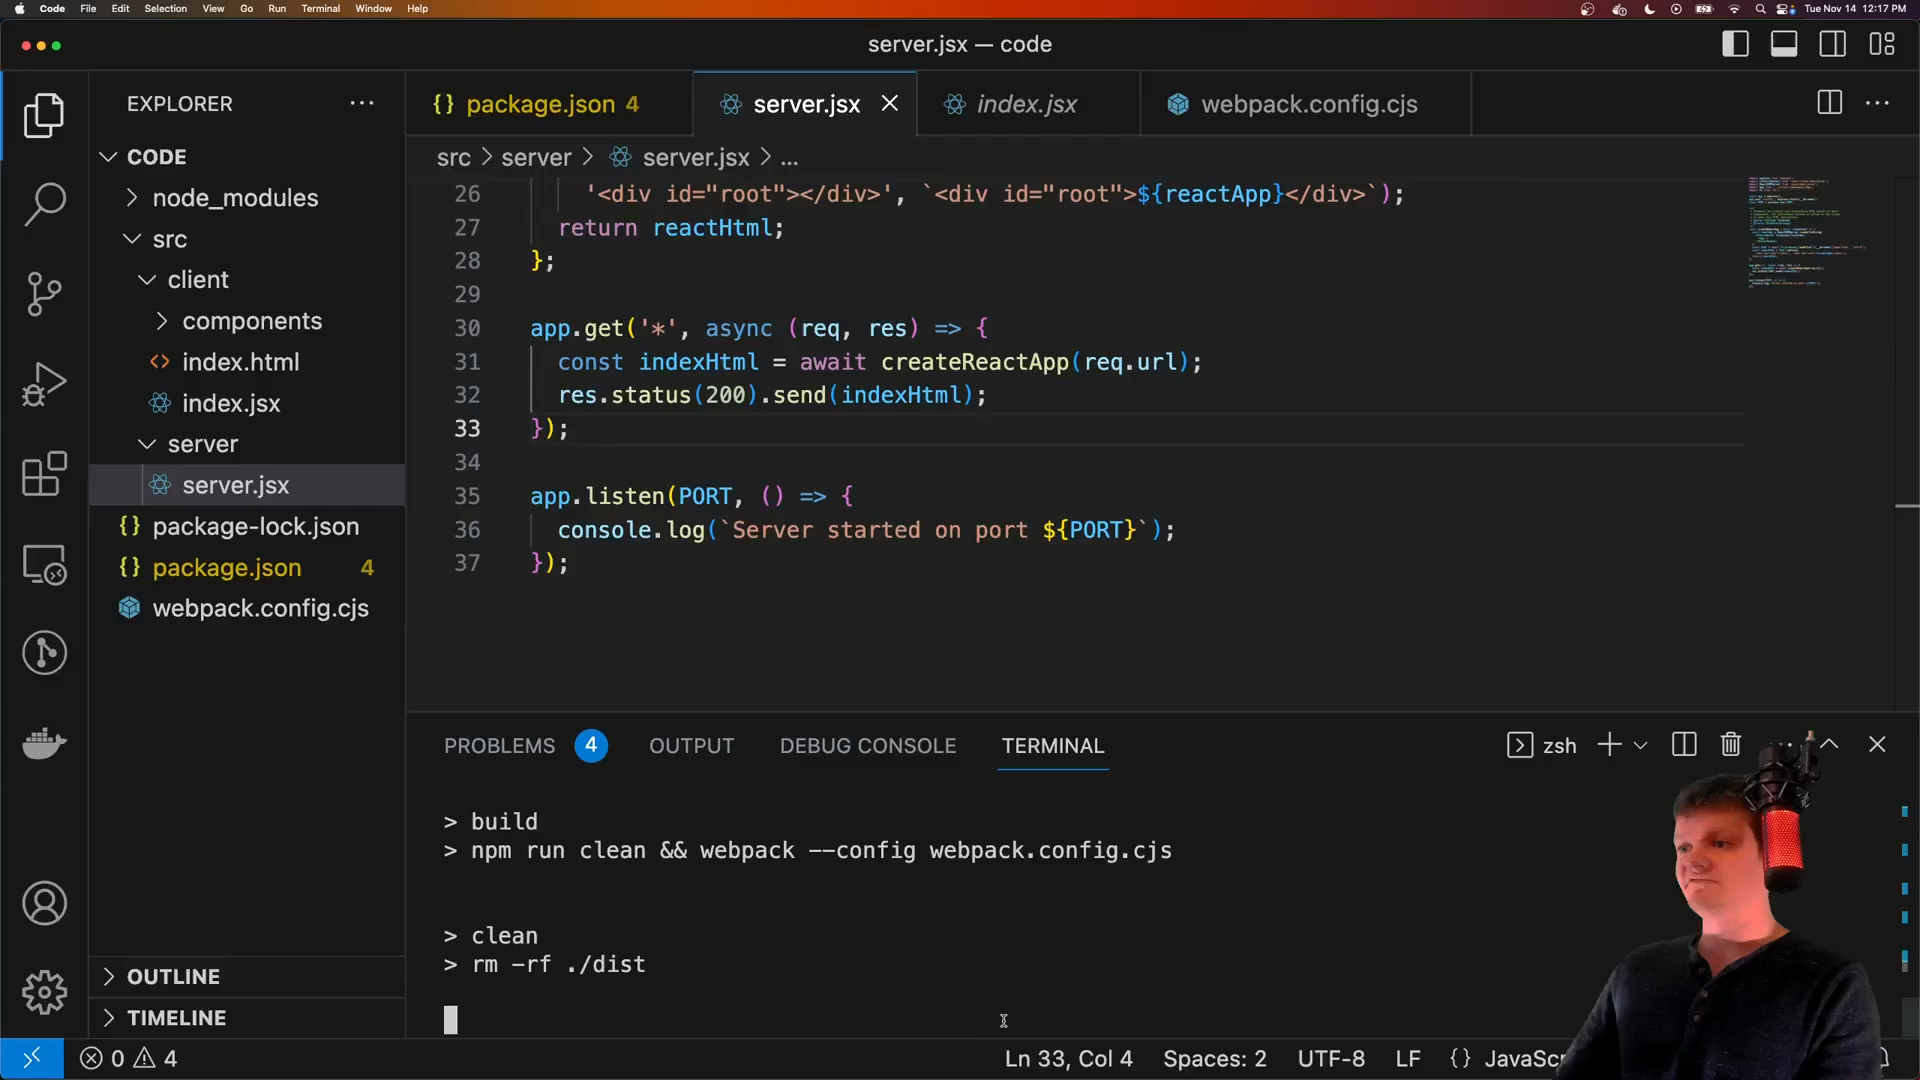 Code File Edit Selection View Go Run Terminal Window Help
Tue Nov 14 12:17 PM
server.jsx — code
EXPLORER
CODE
node_modules
src
client
components
index.html
index.jsx
server
server.jsx
package-lock.json
package.json 4
webpack.config.cjs
OUTLINE
TIMELINE
package.json 4
server.jsx
index.jsx
webpack.config.cjs
src > server > server.jsx > ...
26 '<div id="root"></div>', `<div id="root">${reactApp}</div>`);
27 return reactHtml;
28 };
29
30 app.get('*', async (req, res) => {
31 const indexHtml = await createReactApp(req.url);
32 res.status(200).send(indexHtml);
33 });
34
35 app.listen(PORT, () => {
36 console.log(`Server started on port ${PORT}`);
37 });
PROBLEMS 4 OUTPUT DEBUG CONSOLE TERMINAL
zsh
> build
> npm run clean && webpack --config webpack.config.cjs
> clean
> rm -rf ./dist
0 4
Ln 33, Col 4 Spaces: 2 UTF-8 LF {} JavaScr